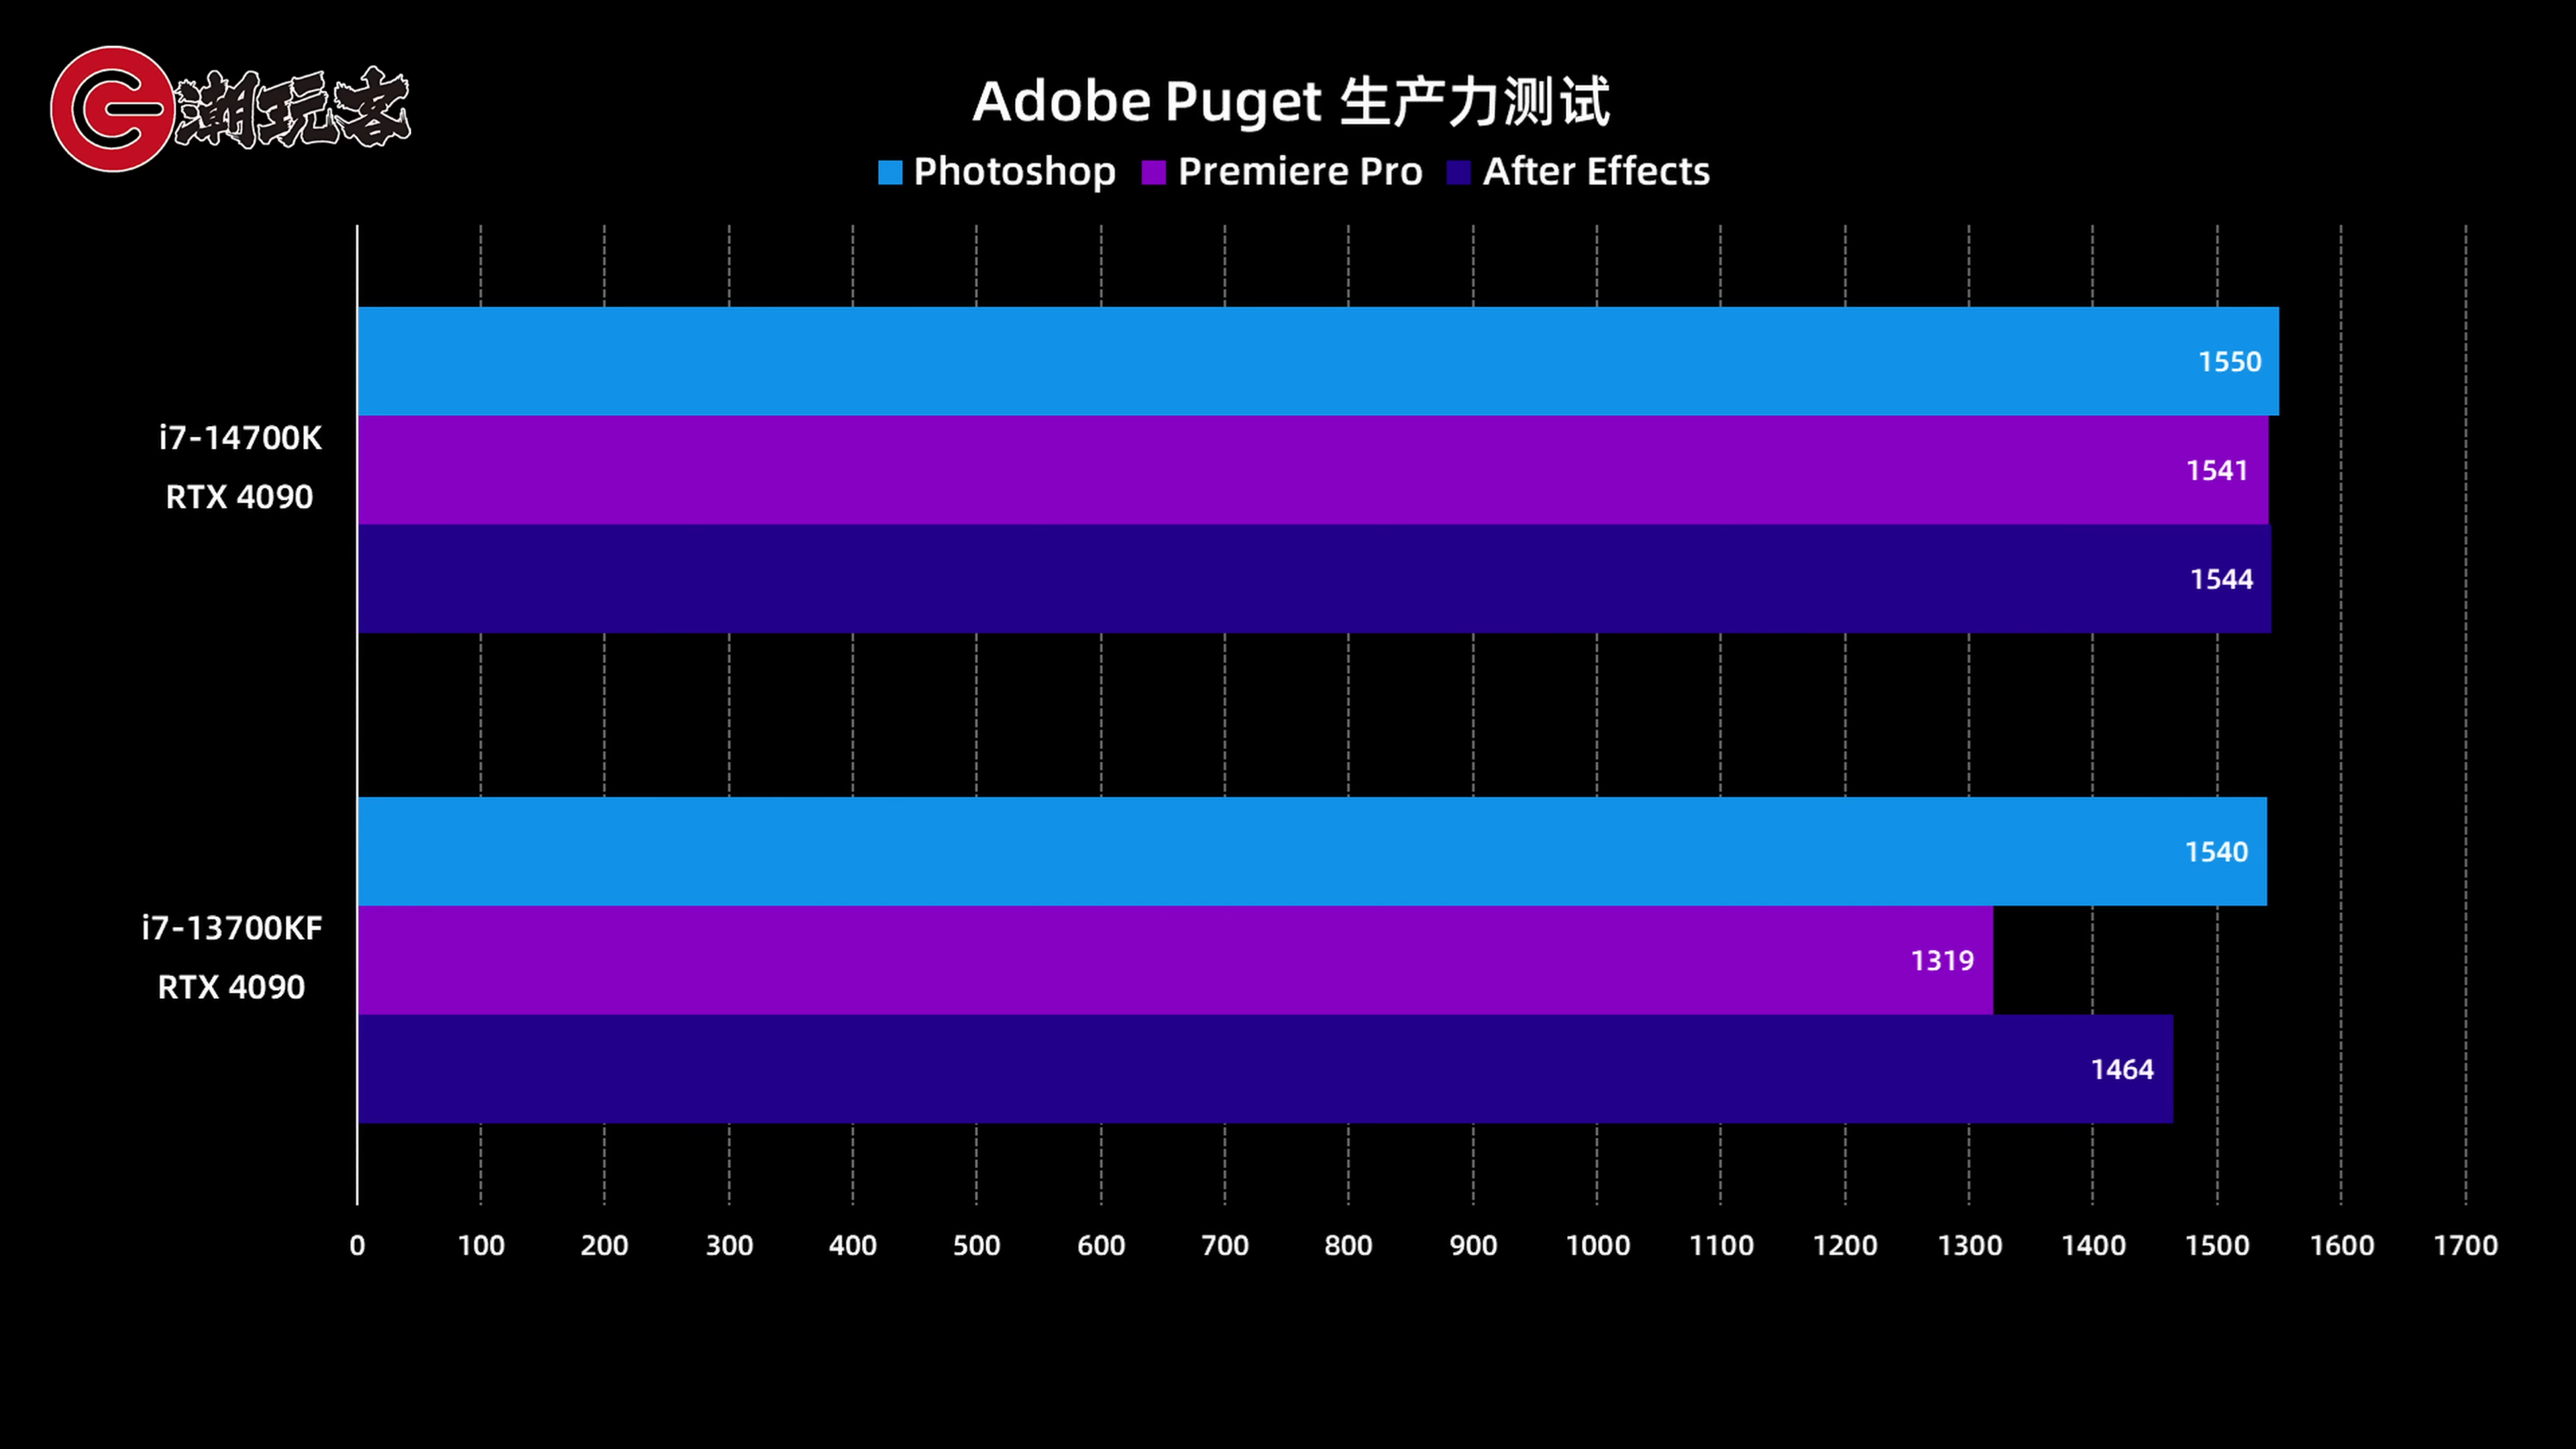 潮玩客
Adobe Puget 生产力测试
Photoshop Premiere Pro After Effects
i7-14700K
RTX 4090
1550
1541
1544
i7-13700KF
RTX 4090
1540
1319
1464
0 100 200 300 400 500 600 700 800 900 1000 1100 1200 1300 1400 1500 1600 1700